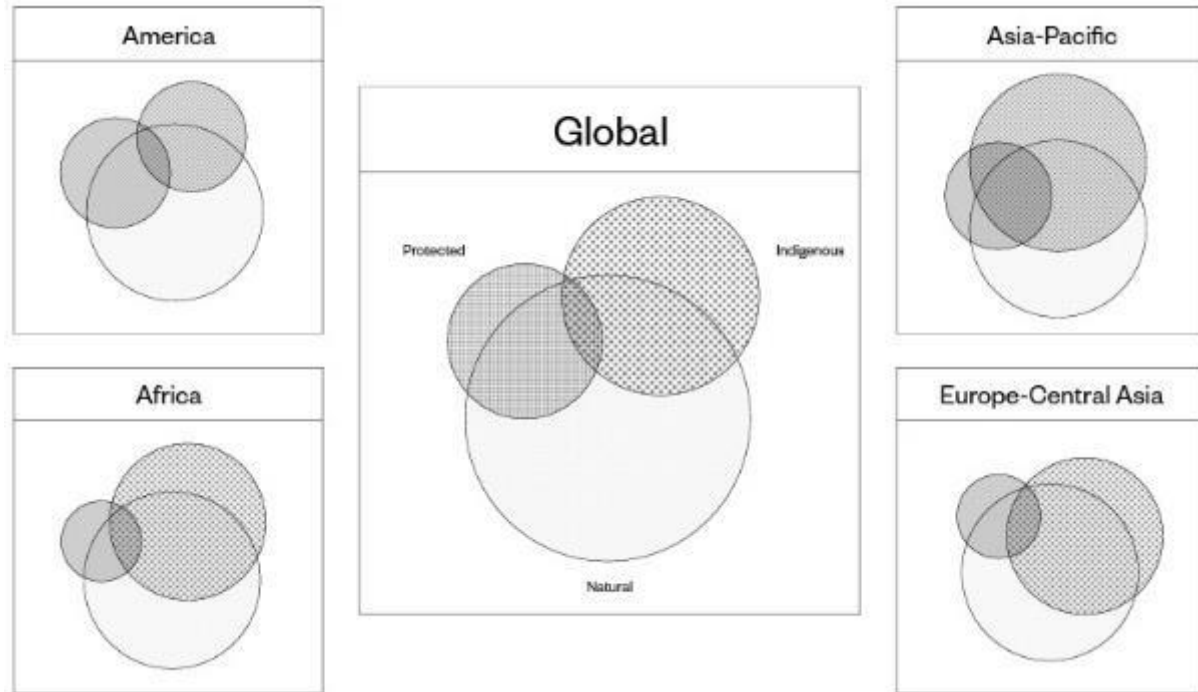 America
Asia-Pacific
Global
Protected
Indigenous
Natural
Africa
Europe-Central Asia